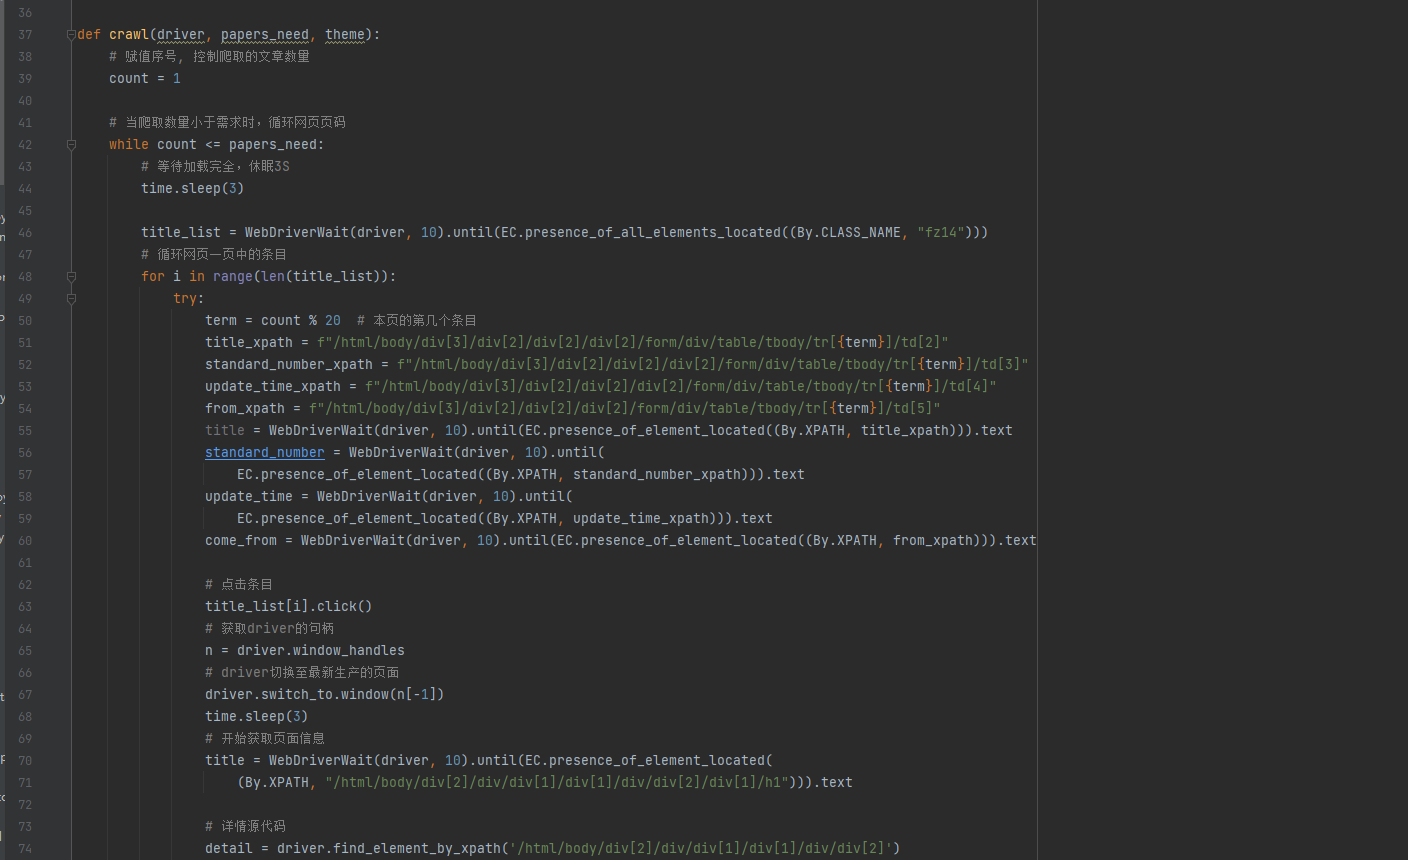 36
37 def crawl(driver, papers_need, theme):
38 # 赋值序号, 控制爬取的文章数量
39 count = 1
40
41 # 当爬取数量小于需求时，循环网页页码
42 while count <= papers_need:
43 # 等待加载完全，休眠3S
44 time.sleep(3)
45
46 title_list = WebDriverWait(driver, 10).until(EC.presence_of_all_elements_located((By.CLASS_NAME, "fz14")))
47 # 循环网页一页中的条目
48 for i in range(len(title_list)):
49 try:
50 term = count % 20  # 本页的第几个条目
51 title_xpath = f"/html/body/div[3]/div[2]/div[2]/div[2]/form/div/table/tbody/tr[{term}]/td[2]"
52 standard_number_xpath = f"/html/body/div[3]/div[2]/div[2]/div[2]/form/div/table/tbody/tr[{term}]/td[3]"
53 update_time_xpath = f"/html/body/div[3]/div[2]/div[2]/div[2]/form/div/table/tbody/tr[{term}]/td[4]"
54 from_xpath = f"/html/body/div[3]/div[2]/div[2]/div[2]/form/div/table/tbody/tr[{term}]/td[5]"
55 title = WebDriverWait(driver, 10).until(EC.presence_of_element_located((By.XPATH, title_xpath))).text
56 standard_number = WebDriverWait(driver, 10).until(
57 EC.presence_of_element_located((By.XPATH, standard_number_xpath))).text
58 update_time = WebDriverWait(driver, 10).until(
59 EC.presence_of_element_located((By.XPATH, update_time_xpath))).text
60 come_from = WebDriverWait(driver, 10).until(EC.presence_of_element_located((By.XPATH, from_xpath))).text
61
62 # 点击条目
63 title_list[i].click()
64 # 获取driver的句柄
65 n = driver.window_handles
66 # driver切换至最新生产的页面
67 driver.switch_to.window(n[-1])
68 time.sleep(3)
69 # 开始获取页面信息
70 title = WebDriverWait(driver, 10).until(EC.presence_of_element_located(
71 (By.XPATH, "/html/body/div[2]/div/div[1]/div[1]/div/div[2]/div[1]/h1"))).text
72
73 # 详情源代码
74 detail = driver.find_element_by_xpath('/html/body/div[2]/div/div[1]/div[1]/div/div[2]')